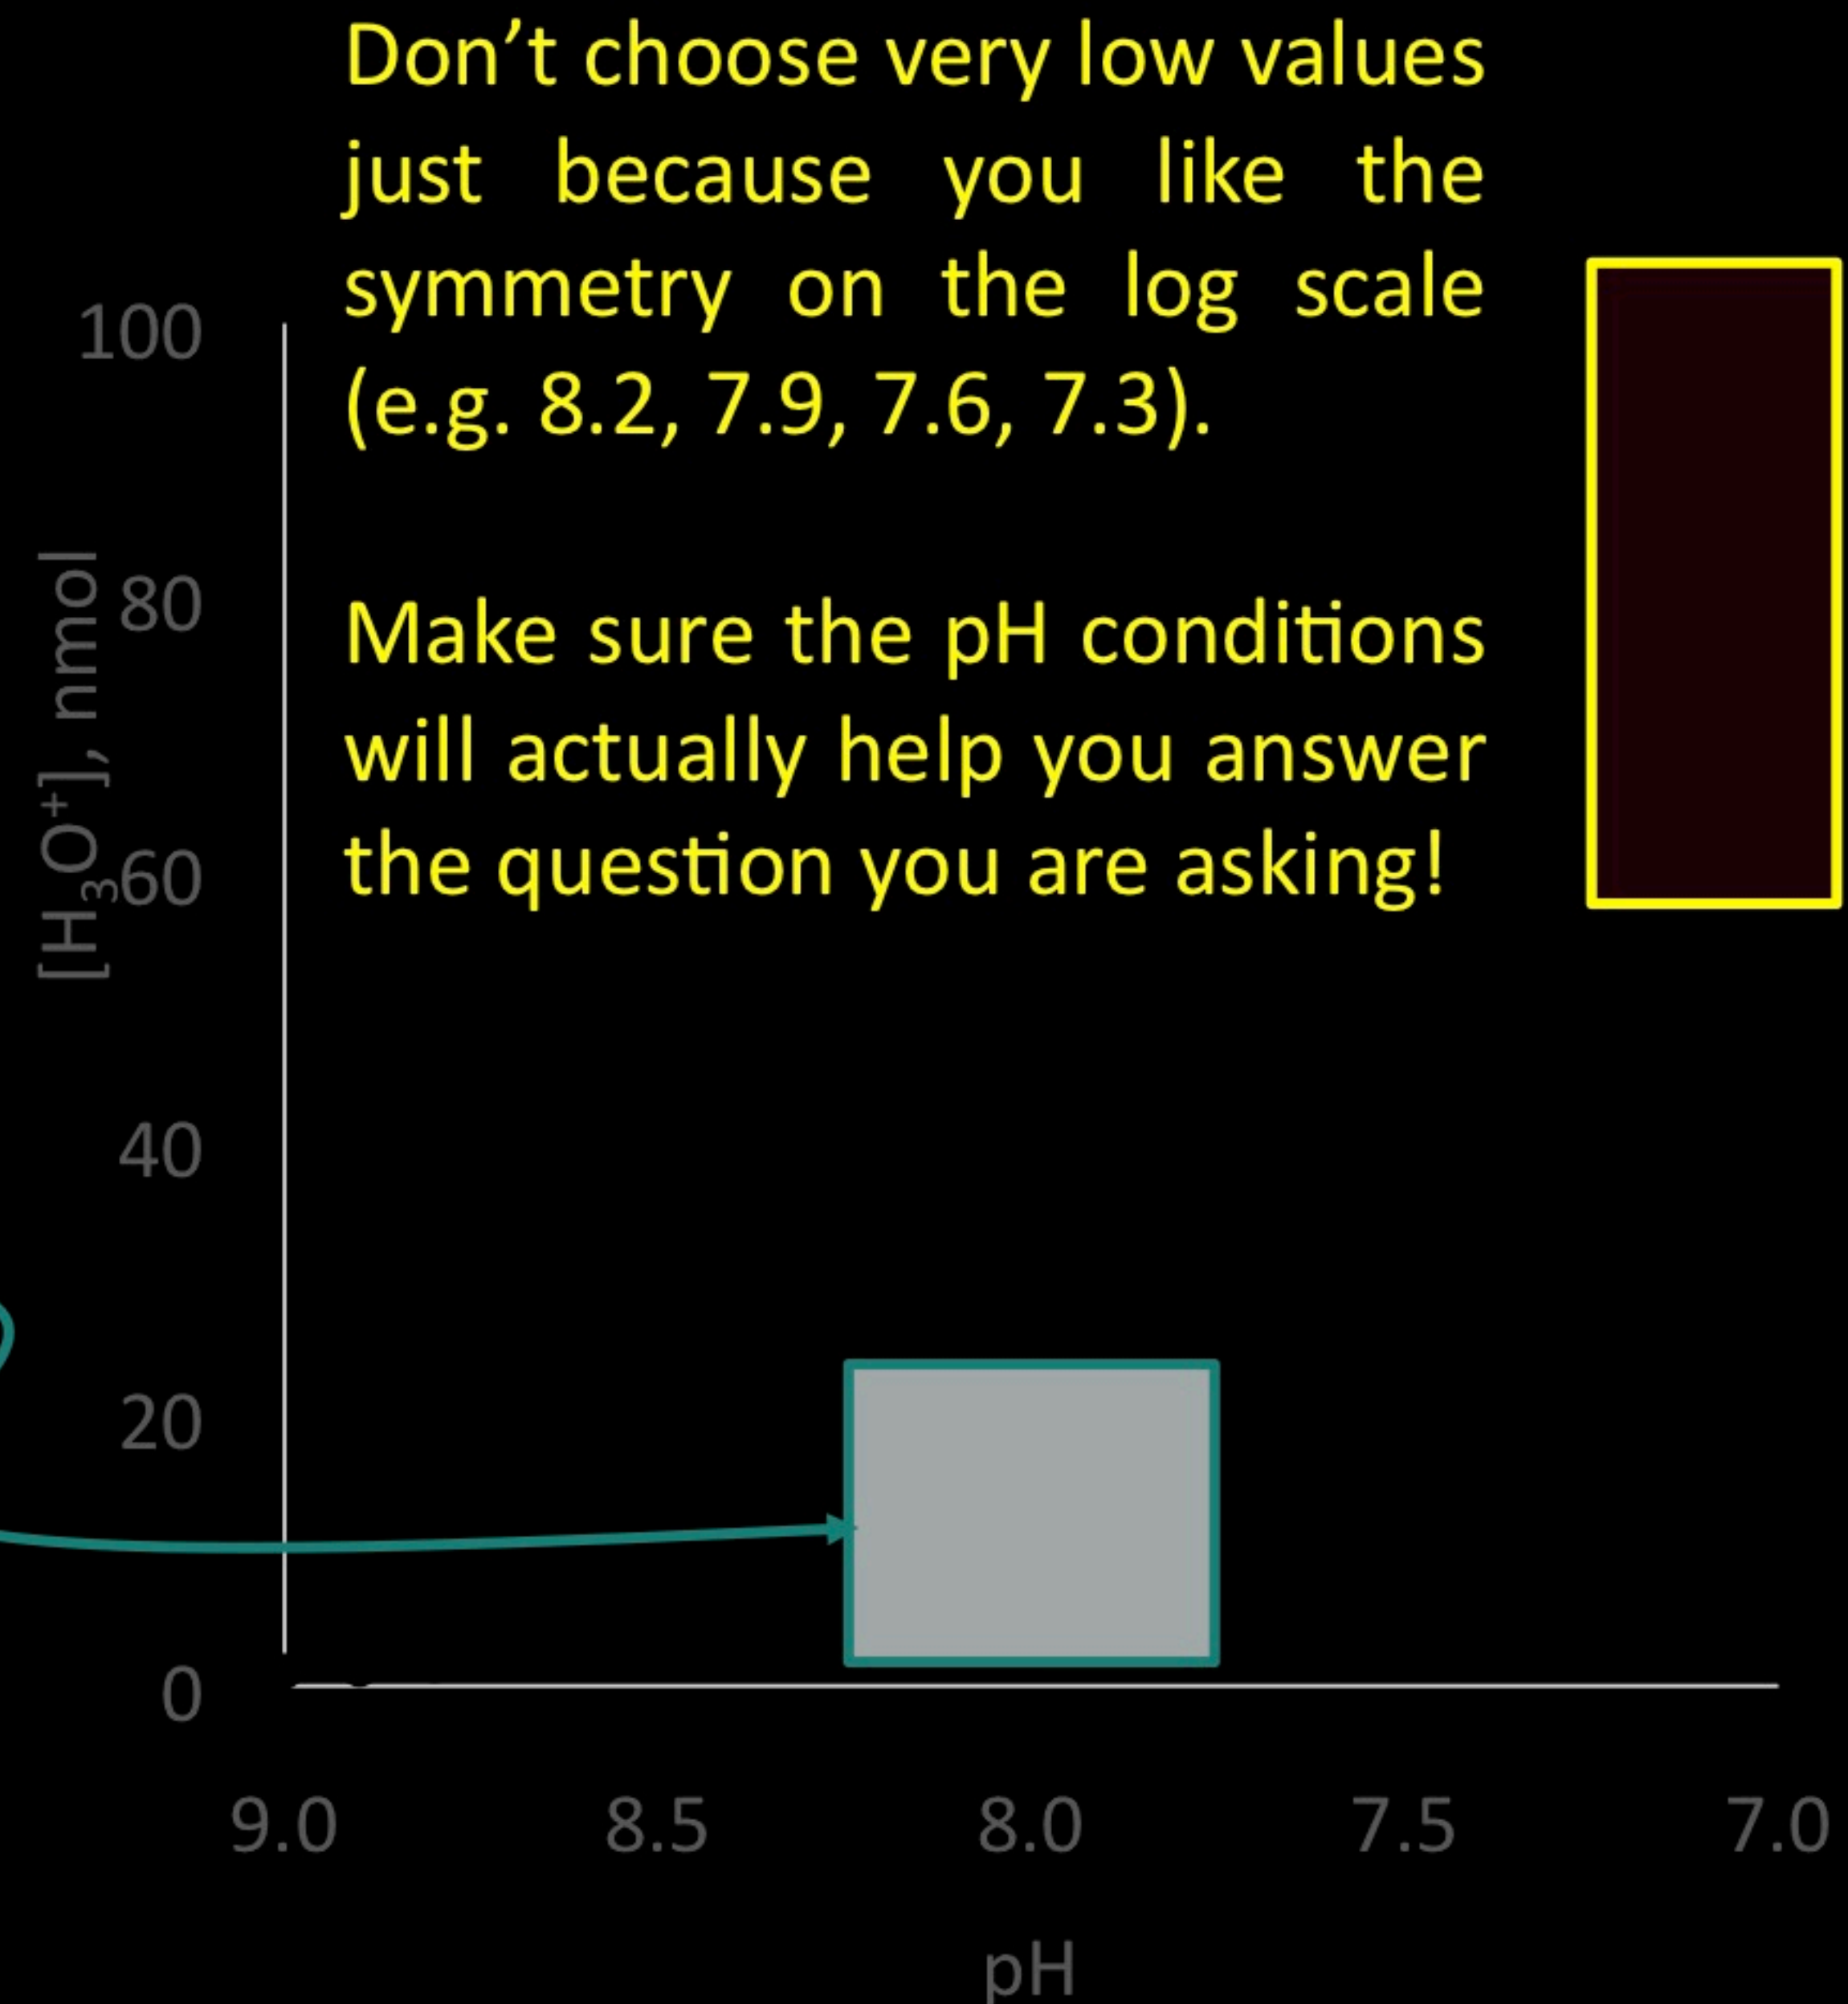 Don’t choose very low values
just because you like the
symmetry on the log scale
(e.g. 8.2, 7.9, 7.6, 7.3).
Make sure the pH conditions
will actually help you answer
the question you are asking!
[H₃O⁺], nmol
100
80
60
40
20
0
9.0 8.5 8.0 7.5 7.0
pH